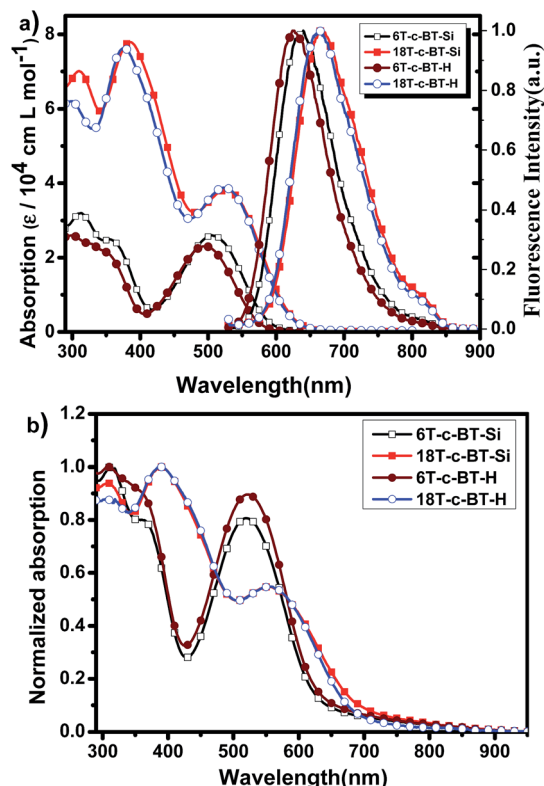 a)
8
6
4
2
0
Absorption (ε / 10⁴ cm L mol⁻¹)
6T-c-BT-Si
18T-c-BT-Si
6T-c-BT-H
18T-c-BT-H
1.0
0.8
0.6
0.4
0.2
0.0
Fluorescence Intensity(a.u.)
300 400 500 600 700 800 900
Wavelength(nm)
b)
1.2
1.0
0.8
0.6
0.4
0.2
0.0
Normalized absorption
6T-c-BT-Si
18T-c-BT-Si
6T-c-BT-H
18T-c-BT-H
300 400 500 600 700 800 900
Wavelength(nm)